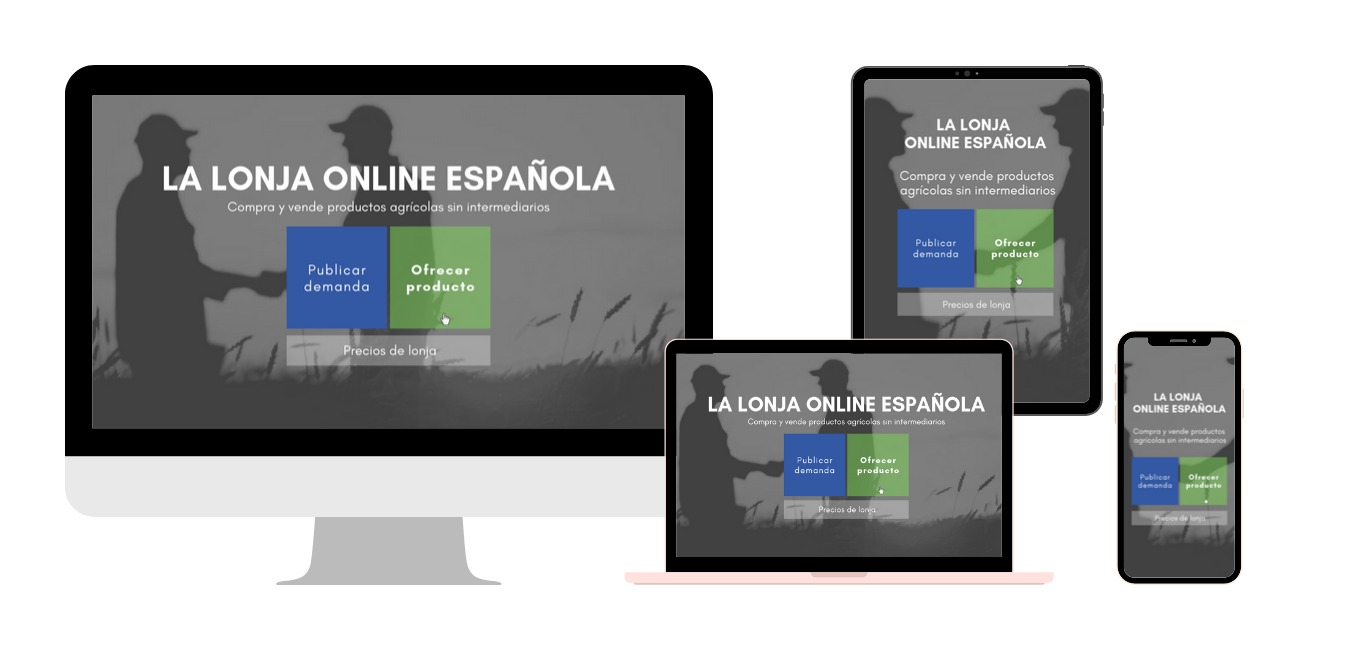 LA LONJA ONLINE ESPAÑOLA
Compra y vende productos agrícolas sin intermediarios
Publicar
demanda
Ofrecer
producto
Precios de lonja
LA LONJA
ONLINE ESPAÑOLA
Compra y vende productos
agrícolas sin intermediarios
Publicar
demanda
Ofrecer
producto
Precios de lonja
LA LONJA ONLINE ESPAÑOLA
Compra y vende productos agrícolas sin intermediarios
Publicar
demanda
Ofrecer
producto
Precios de lonja
LA LONJA
ONLINE ESPAÑOLA
Compra y vende productos
agrícolas sin intermediarios
Publicar
demanda
Ofrecer
producto
Precios de lonja